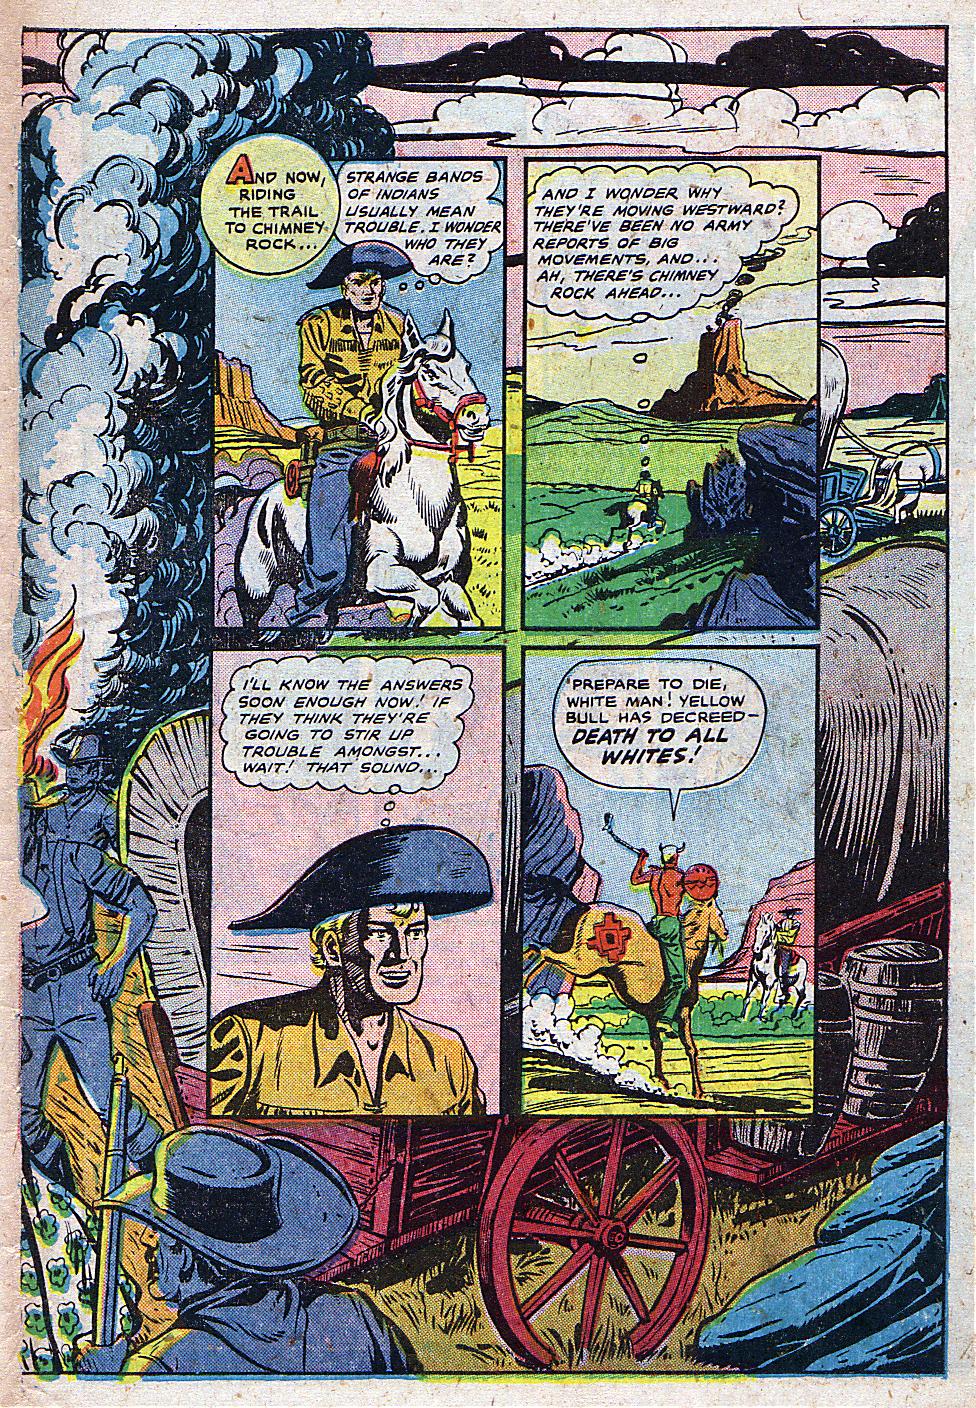 AND NOW,
RIDING
THE TRAIL
TO CHIMNEY
ROCK...
STRANGE BANDS
OF INDIANS
USUALLY MEAN
TROUBLE. I WONDER
WHO THEY
ARE?
AND I WONDER WHY
THEY'RE MOVING WESTWARD?
THERE'VE BEEN NO ARMY
REPORTS OF BIG
MOVEMENTS, AND...
AH, THERE'S CHIMNEY
ROCK AHEAD...
I'LL KNOW THE ANSWERS
SOON ENOUGH NOW! IF
THEY THINK THEY'RE
GOING TO STIR UP
TROUBLE AMONGST...
WAIT! THAT SOUND...
PREPARE TO DIE,
WHITE MAN! YELLOW
BULL HAS DECREED—
DEATH TO ALL
WHITES!